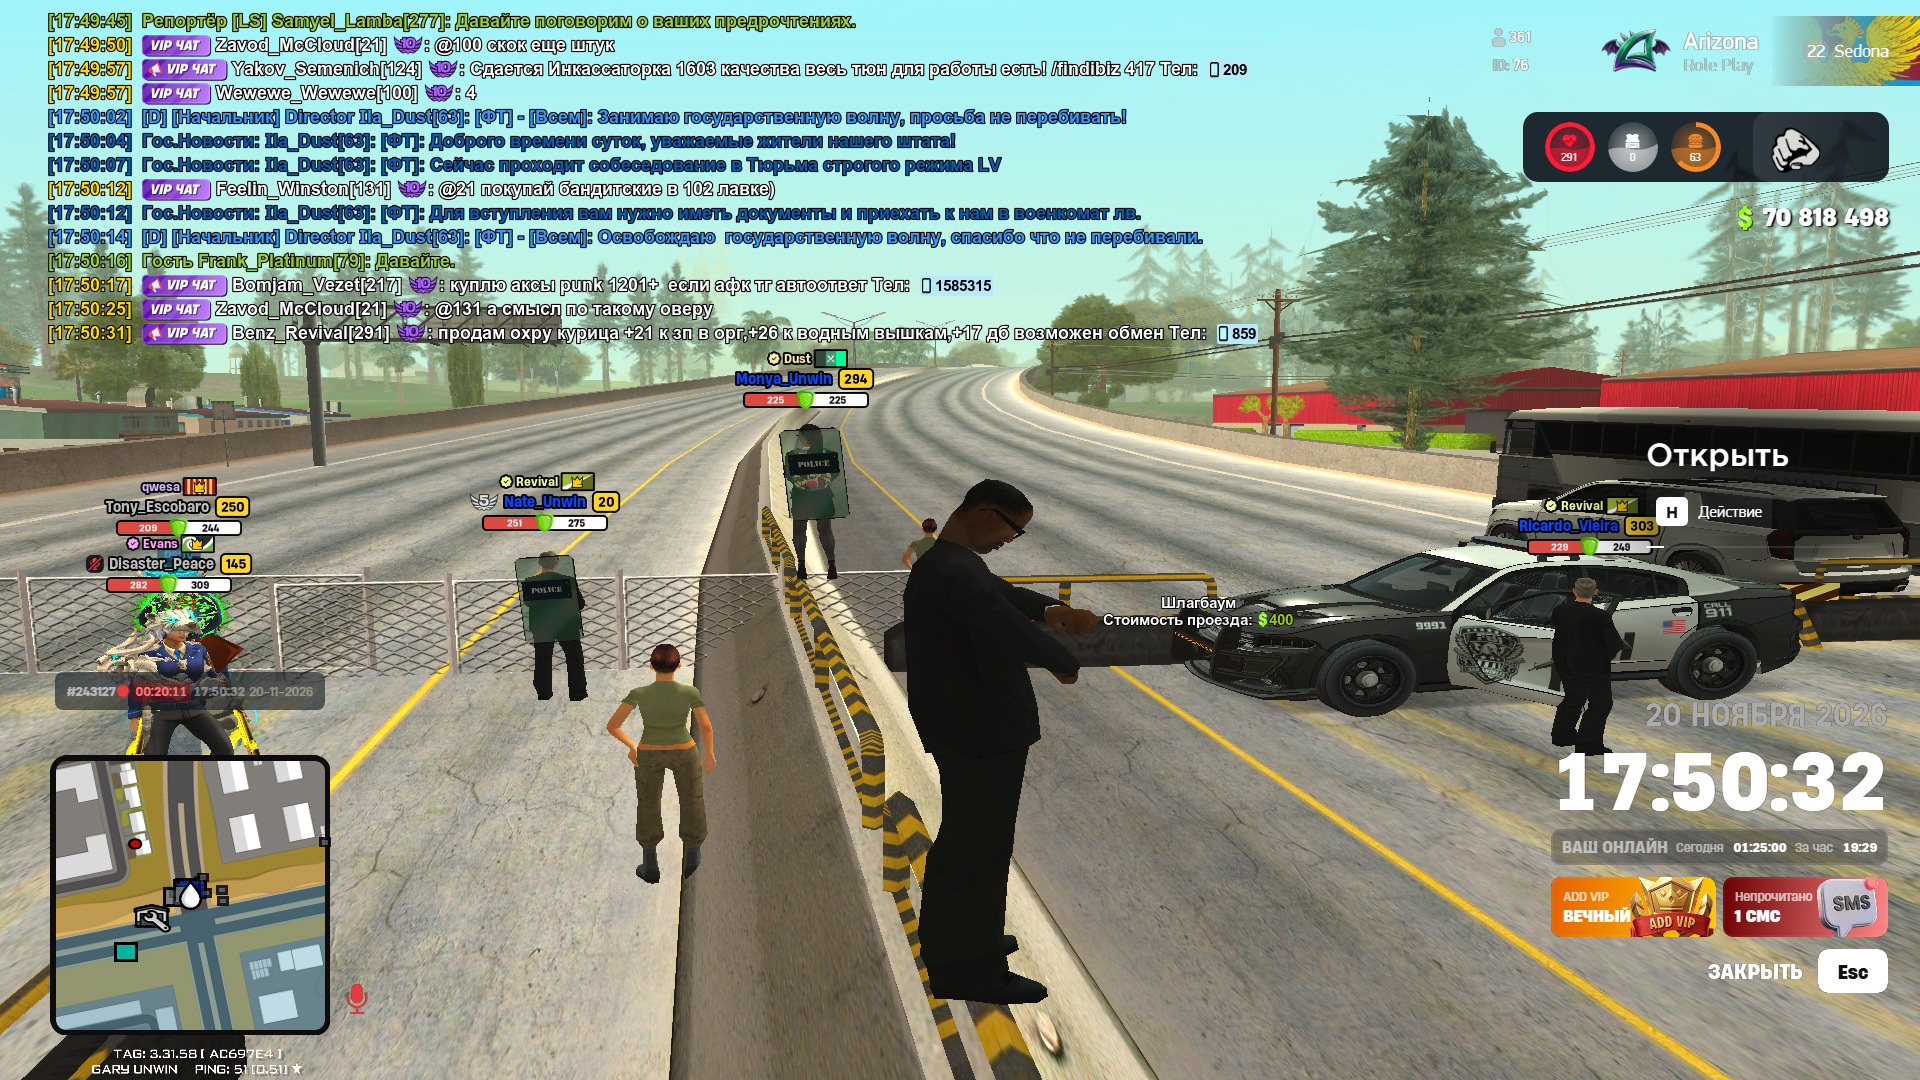 [17:49:45] Репортёр [LS] Samyel_Lamba[277]: Давайте поговорим о ваших предпочтениях.
[17:49:50] VIP ЧАТ Zavod_McCloud[21] 10 : @100 скок еще штук
[17:49:57] VIP ЧАТ Yakov_Semenich[124] 10 : Сдается Инкассаторка 1603 качества весь тюн для работы есть! /findibiz 417 Тел: 209
[17:49:57] VIP ЧАТ Wewewe_Wewewe[100] 10 : 4
[17:50:02] [D] [Начальник] Director Ila_Dust[63]: [ФТ] - [Всем]: Занимаю государственную волну, просьба не перебивать!
[17:50:04] Гос.Новости: Ila_Dust[63]: [ФТ]: Доброго времени суток, уважаемые жители нашего штата!
[17:50:07] Гос.Новости: Ila_Dust[63]: [ФТ]: Сейчас проходит собеседование в Тюрьма строгого режима LV
[17:50:12] VIP ЧАТ Feelin_Winston[131] 10 : @21 покупай бандитские в 102 лавке)
[17:50:12] Гос.Новости: Ila_Dust[63]: [ФТ]: Для вступления вам нужно иметь документы и приехать к нам в военкомат лв.
[17:50:14] [D] [Начальник] Director Ila_Dust[63]: [ФТ] - [Всем]: Освобождаю государственную волну, спасибо что не перебивали.
[17:50:16] Гость Frank_Platinum[79]: Давайте.
[17:50:17] VIP ЧАТ Bomjam_Vezet[217] 10 : куплю аксы punk 1201+ если афк тг автоответ Тел: 1585315
[17:50:25] VIP ЧАТ Zavod_McCloud[21] 10 : @131 а смысл по такому оверу
[17:50:31] VIP ЧАТ Benz_Revival[291] 10 : продам охру курица +21 к зп в орг,+26 к водным вышкам,+17 дб возможен обмен Тел: 859
361
ID: 76
Arizona
Role Play
22 Sedona
291
0
63
$ 70 818 498
Dust
Monya_Unwin 294
225 225
POLICE
qwesa
Tony_Escobaro 250
209 244
Evans
Disaster_Peace 145
282 309
Revival
5 Nate_Unwin 20
251 275
POLICE
Открыть
H Действие
Revival
Ricardo_Vieira 303
229 249
Шлагбаум
Стоимость проезда: $400
9991
CALL
911
#243127 00:20:11 17:50:32 20-11-2026
20 НОЯБРЯ 2026
17:50:32
ВАШ ОНЛАЙН Сегодня 01:25:00 За час 19:29
ADD VIP
ВЕЧНЫЙ
ADD VIP
Непрочитано
1 СМС
SMS
ЗАКРЫТЬ Esc
TAG: 3.31.58 [ AC697E4 ]
GARY UNWIN PING: 51 [0.51] ★